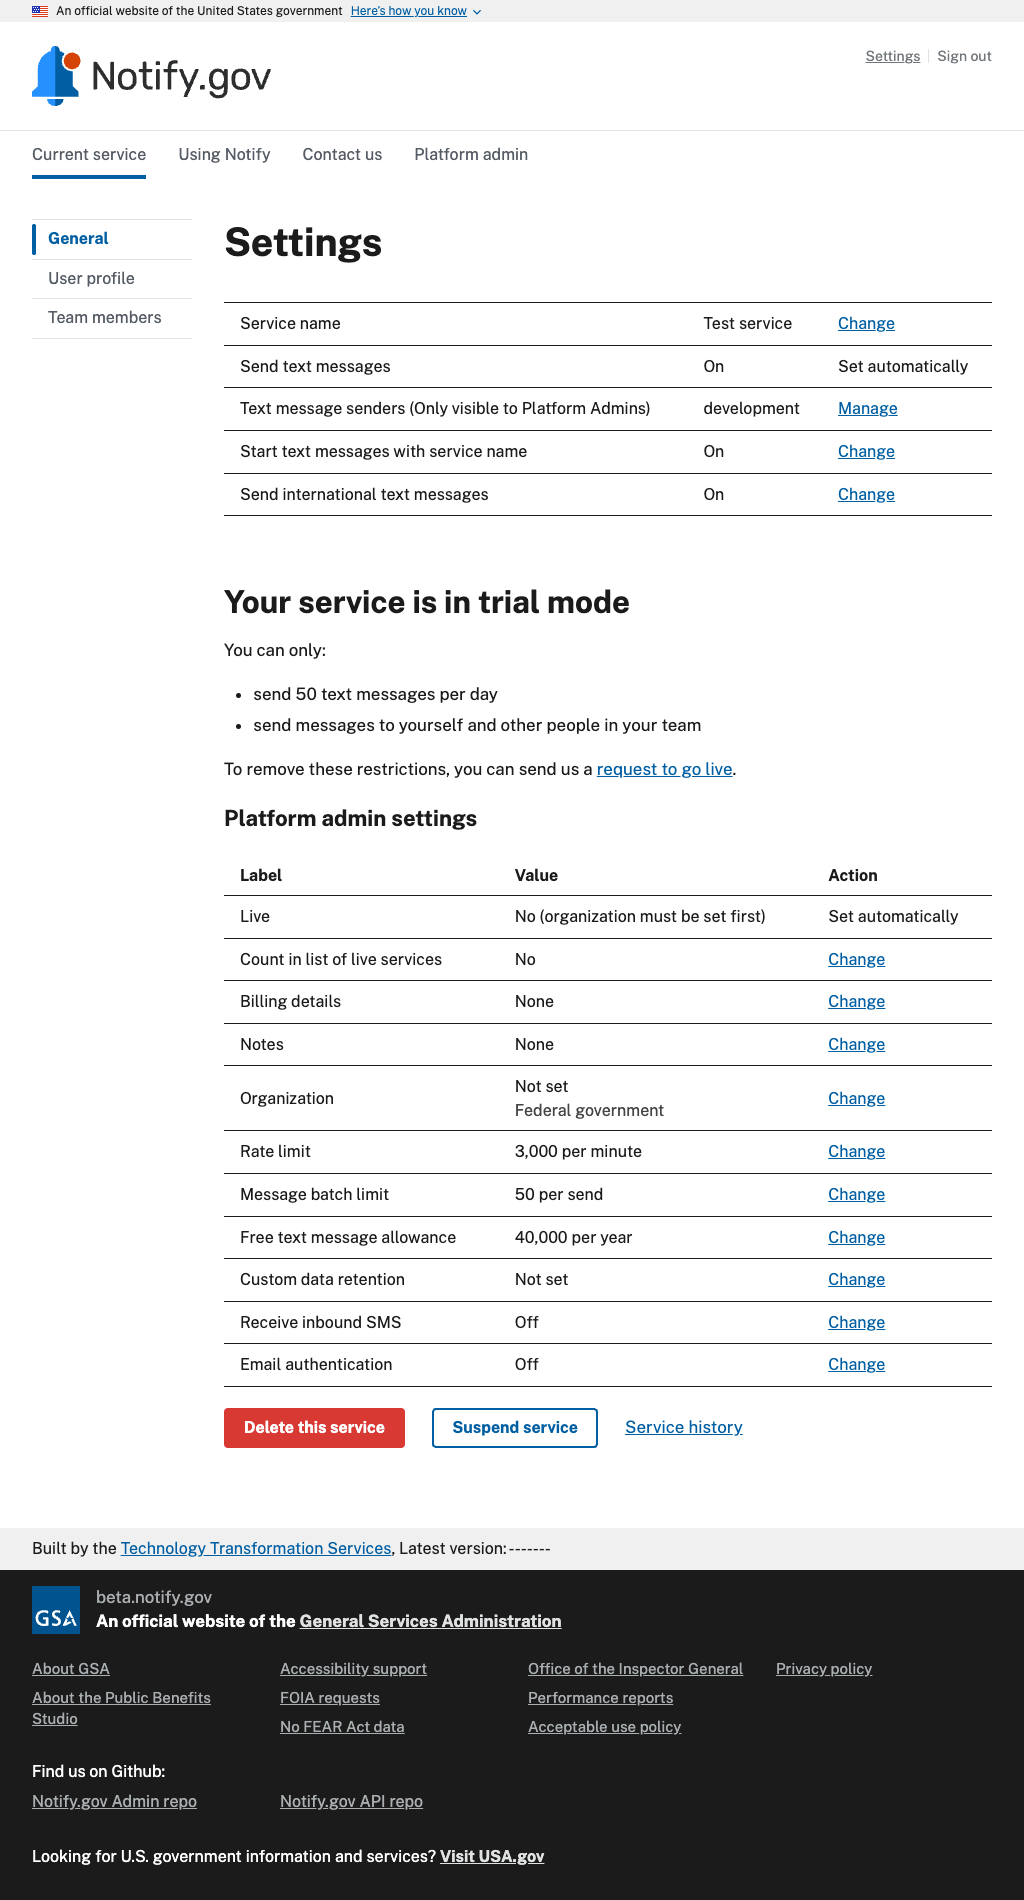 An official website of the United States government Here's how you know
Notify.gov
Settings Sign out
Current service Using Notify Contact us Platform admin
General
User profile
Team members
Settings
Service name Test service Change
Send text messages On Set automatically
Text message senders (Only visible to Platform Admins) development Manage
Start text messages with service name On Change
Send international text messages On Change
Your service is in trial mode
You can only:
• send 50 text messages per day
• send messages to yourself and other people in your team
To remove these restrictions, you can send us a request to go live.
Platform admin settings
Label Value Action
Live No (organization must be set first) Set automatically
Count in list of live services No Change
Billing details None Change
Notes None Change
Organization Not set Change
Federal government
Rate limit 3,000 per minute Change
Message batch limit 50 per send Change
Free text message allowance 40,000 per year Change
Custom data retention Not set Change
Receive inbound SMS Off Change
Email authentication Off Change
Delete this service Suspend service Service history
Built by the Technology Transformation Services, Latest version:-------
GSA
beta.notify.gov
An official website of the General Services Administration
About GSA
About the Public Benefits
Studio
Accessibility support
FOIA requests
No FEAR Act data
Office of the Inspector General
Performance reports
Acceptable use policy
Privacy policy
Find us on Github:
Notify.gov Admin repo Notify.gov API repo
Looking for U.S. government information and services? Visit USA.gov